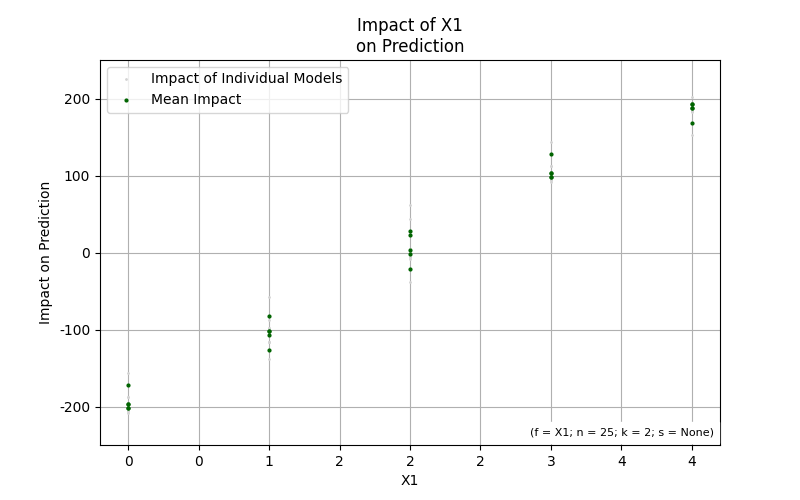 Impact of X1
on Prediction
Impact of Individual Models
Mean Impact
200
100
0
-100
-200
Impact on Prediction
(f = X1; n = 25; k = 2; s = None)
0 0 1 2 2 2 3 4 4
X1